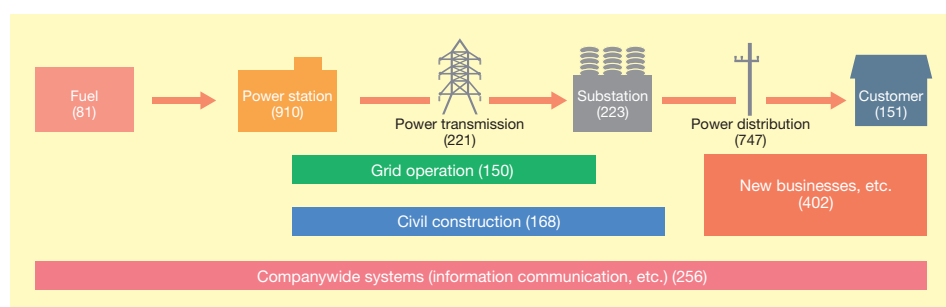 Fuel
(81)
Power station
(910)
Power transmission
(221)
Substation
(223)
Power distribution
(747)
Customer
(151)
Grid operation (150)
New businesses, etc.
(402)
Civil construction (168)
Companywide systems (information communication, etc.) (256)